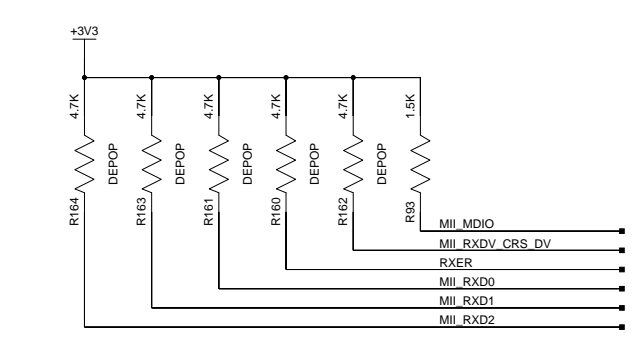 +3V3
4.7K
4.7K
4.7K
4.7K
4.7K
1.5K
DEPOP
DEPOP
DEPOP
DEPOP
DEPOP
R164
R163
R161
R160
R162
R93
MII_MDIO
MII_RXDV_CRS_DV
RXER
MII_RXD0
MII_RXD1
MII_RXD2